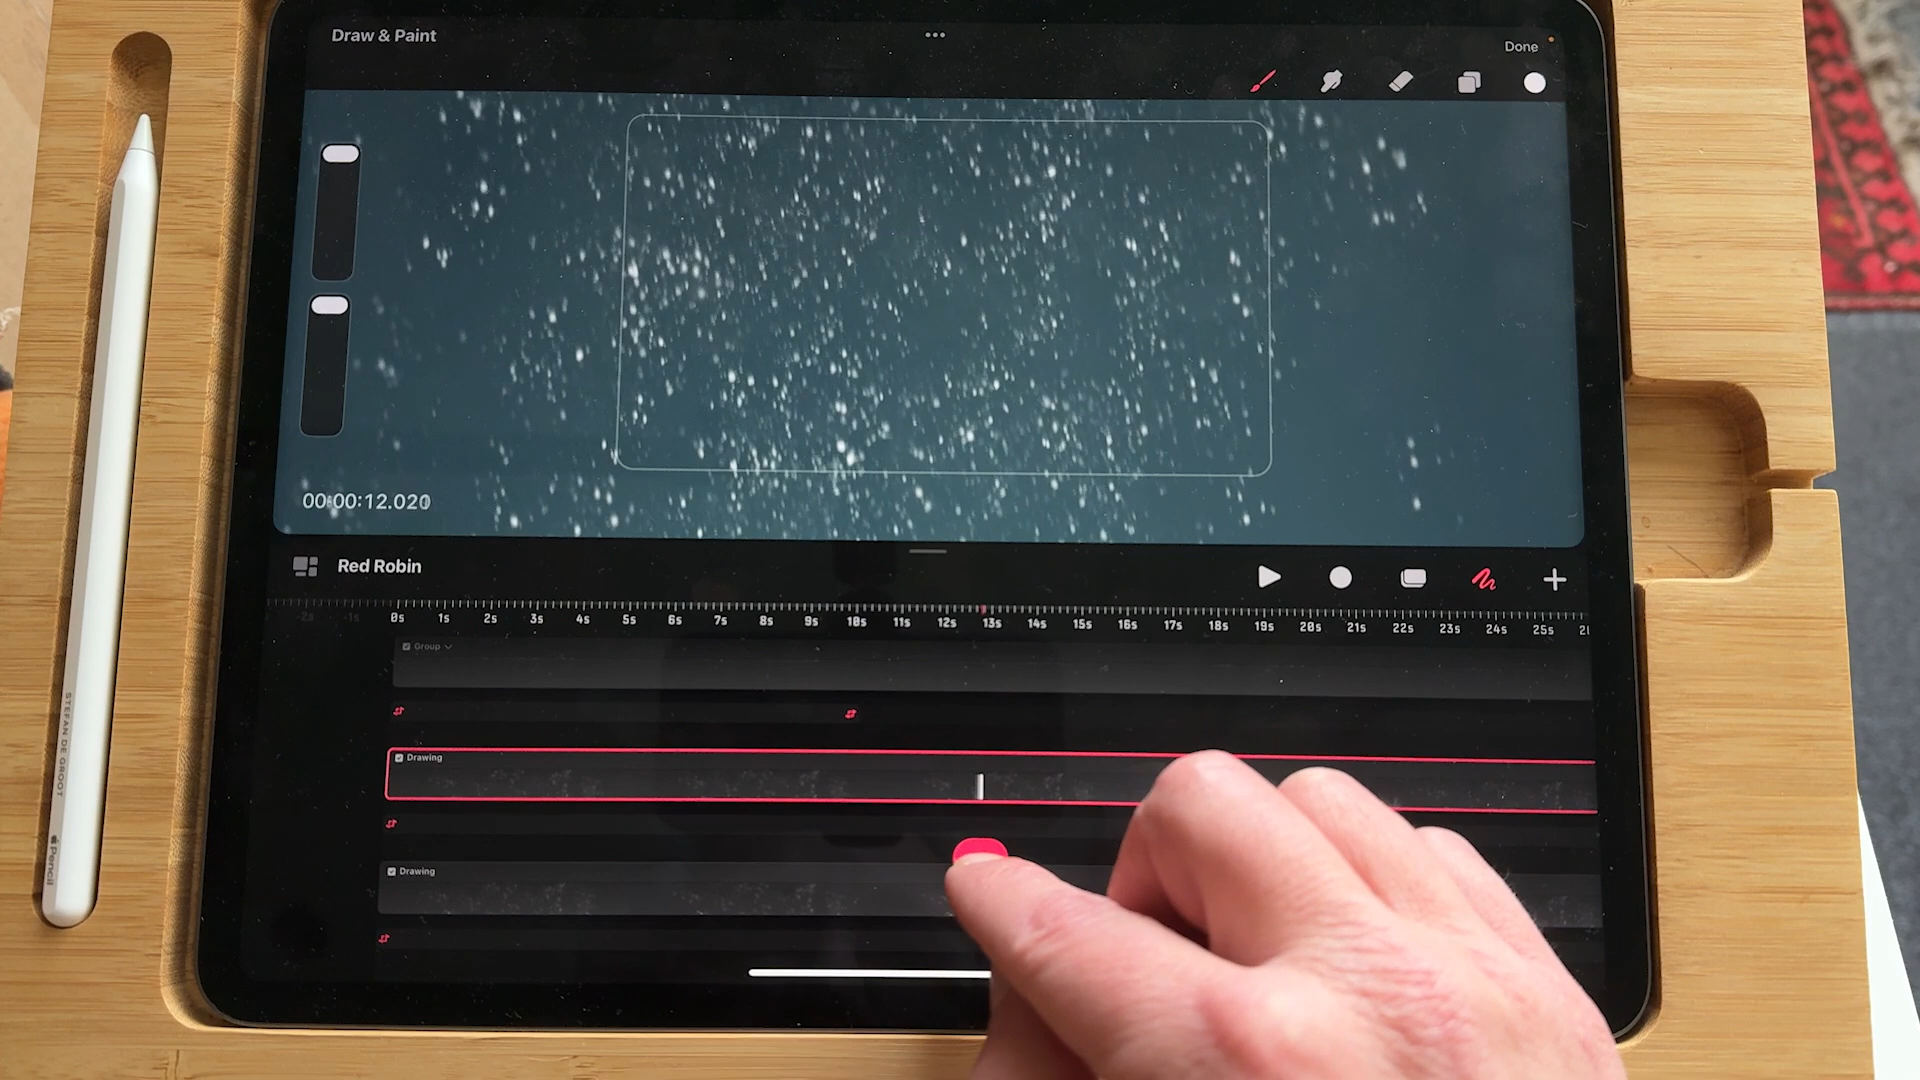 Draw & Paint
Done
00:00:12.020
Red Robin
-2s -1s 0s 1s 2s 3s 4s 5s 6s 7s 8s 9s 10s 11s 12s 13s 14s 15s 16s 17s 18s 19s 20s 21s 22s 23s 24s 25s
Group
Drawing
Drawing
STEFAN DE GROOT
Pencil